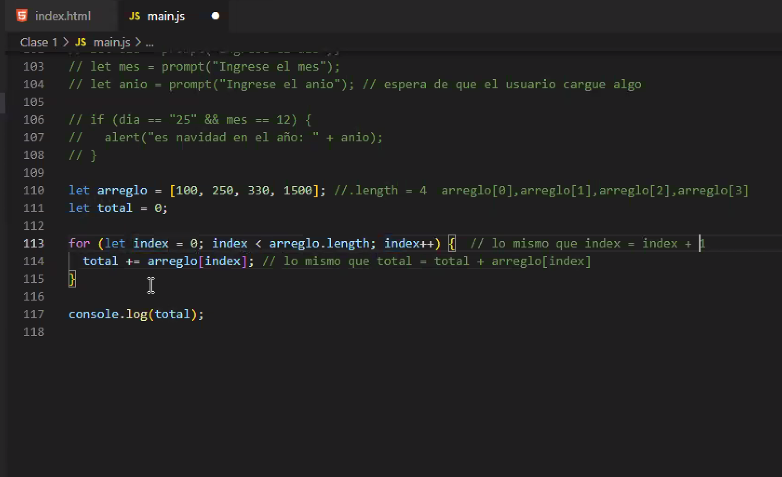 index.html
JS main.js
Clase 1 > JS main.js > ...
103 // let mes = prompt("Ingrese el mes");
104 // let anio = prompt("Ingrese el anio"); // espera de que el usuario cargue algo
105
106 // if (dia == "25" && mes == 12) {
107 //   alert("es navidad en el año: " + anio);
108 // }
109
110 let arreglo = [100, 250, 330, 1500]; //.length = 4  arreglo[0],arreglo[1],arreglo[2],arreglo[3]
111 let total = 0;
112
113 for (let index = 0; index < arreglo.length; index++) {  // lo mismo que index = index + 1
114   total += arreglo[index]; // lo mismo que total = total + arreglo[index]
115 }
116
117 console.log(total);
118